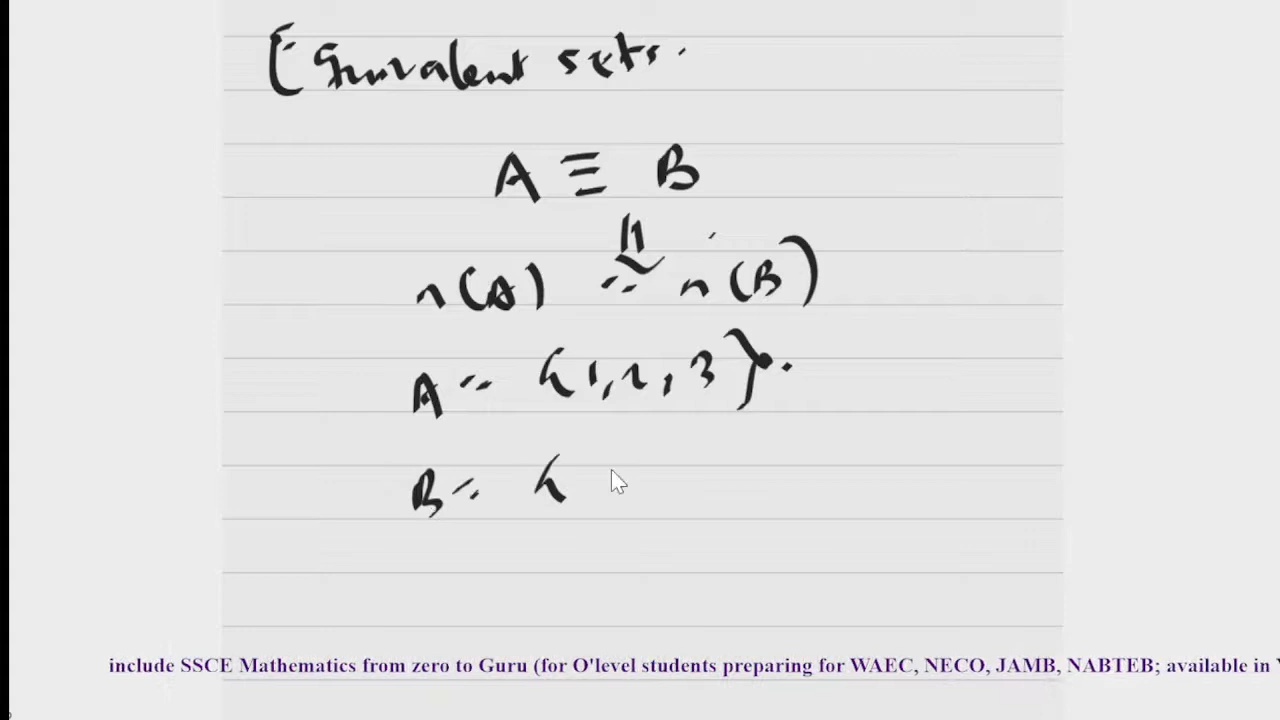 Equivalent sets.
A ≡ B
n(A) = n(B)
A = {1, 2, 3}.
B = {
include SSCE Mathematics from zero to Guru (for O'level students preparing for WAEC, NECO, JAMB, NABTEB; available in